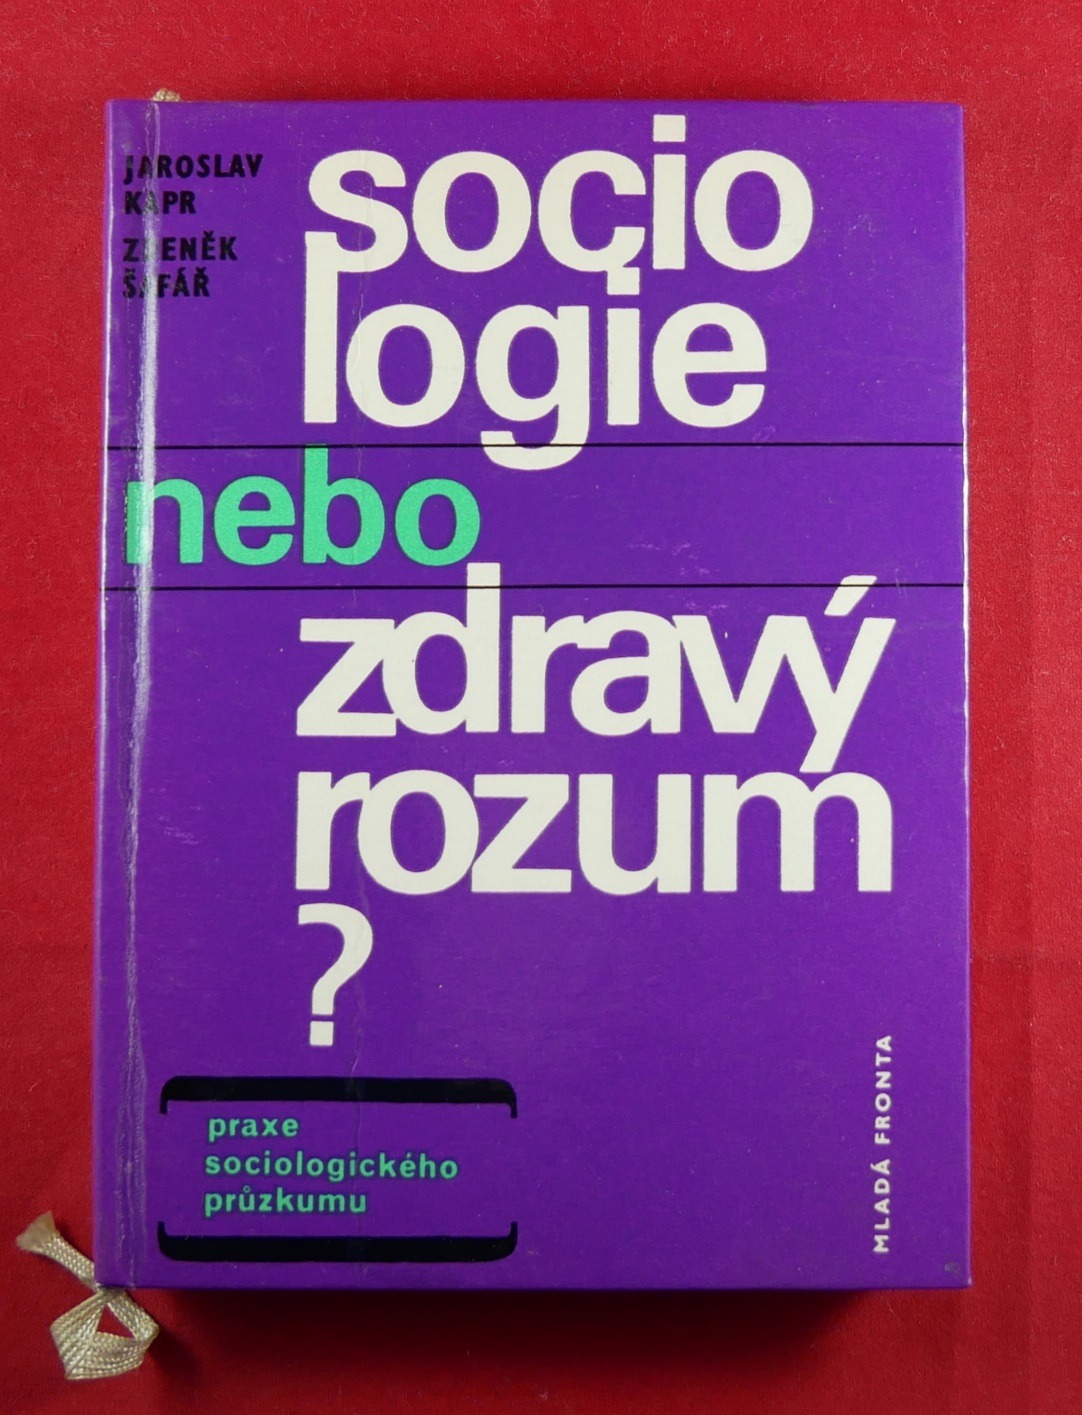 JAROSLAV
KAPR
ZDENĚK
ŠAFÁŘ
socio
logie
nebo
zdravý
rozum
?
praxe
sociologického
průzkumu
MLADÁ FRONTA